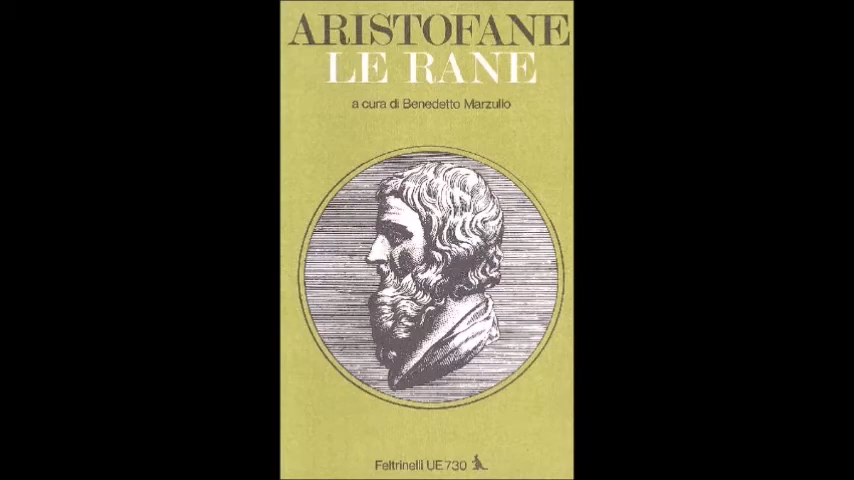 ARISTOFANE
LE RANE
a cura di Benedetto Marzullo
Feltrinelli UE 730